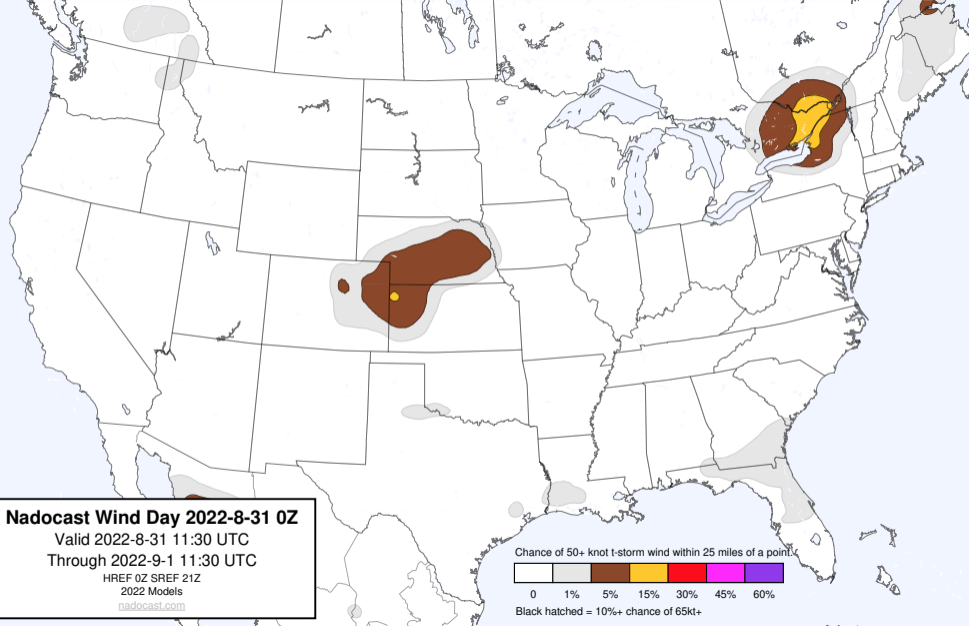 Nadocast Wind Day 2022-8-31 0Z
Valid 2022-8-31 11:30 UTC
Through 2022-9-1 11:30 UTC
HREF 0Z SREF 21Z
2022 Models
nadocast.com
Chance of 50+ knot t-storm wind within 25 miles of a point.
0 1% 5% 15% 30% 45% 60%
Black hatched = 10%+ chance of 65kt+